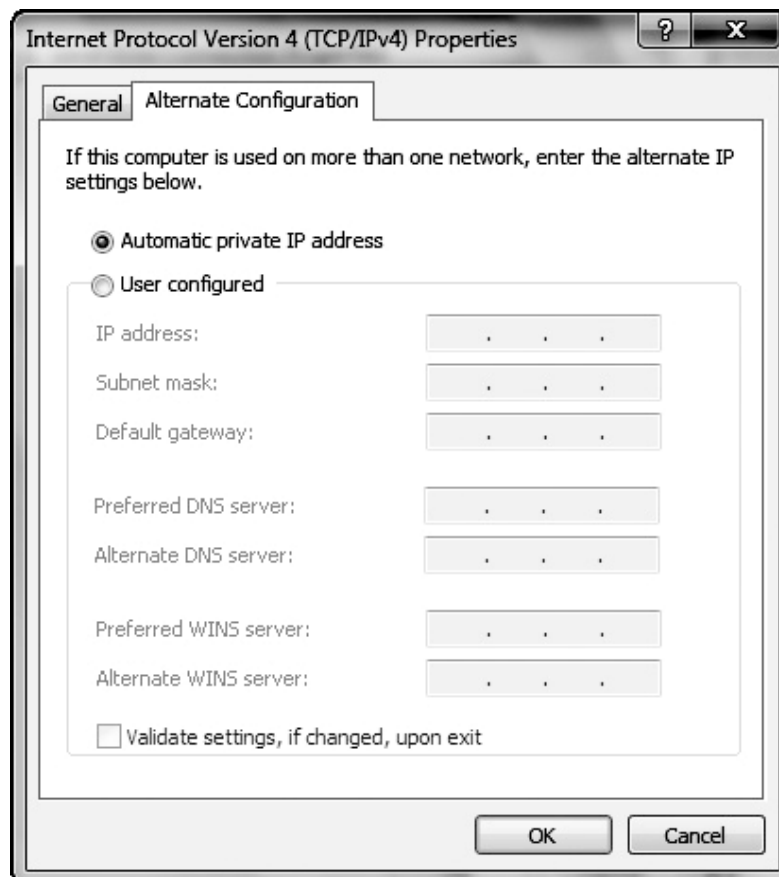 Internet Protocol Version 4 (TCP/IPv4) Properties
? X
General Alternate Configuration
If this computer is used on more than one network, enter the alternate IP
settings below.
Automatic private IP address
User configured
IP address:
. . .
Subnet mask:
. . .
Default gateway:
. . .
Preferred DNS server:
. . .
Alternate DNS server:
. . .
Preferred WINS server:
. . .
Alternate WINS server:
. . .
Validate settings, if changed, upon exit
OK Cancel